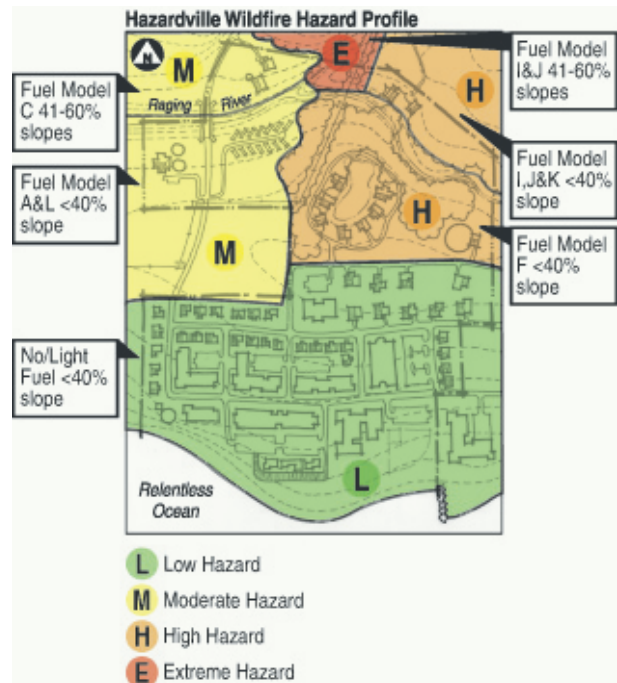 Hazardville Wildfire Hazard Profile
N
M
E
H
Fuel Model
I&J 41-60%
slopes
Fuel Model
C 41-60%
slopes
Raging River
Fuel Model
I,J&K <40%
slope
Fuel Model
A&L <40%
slope
H
M
Fuel Model
F <40%
slope
No/Light
Fuel <40%
slope
L
Relentless
Ocean
L Low Hazard
M Moderate Hazard
H High Hazard
E Extreme Hazard